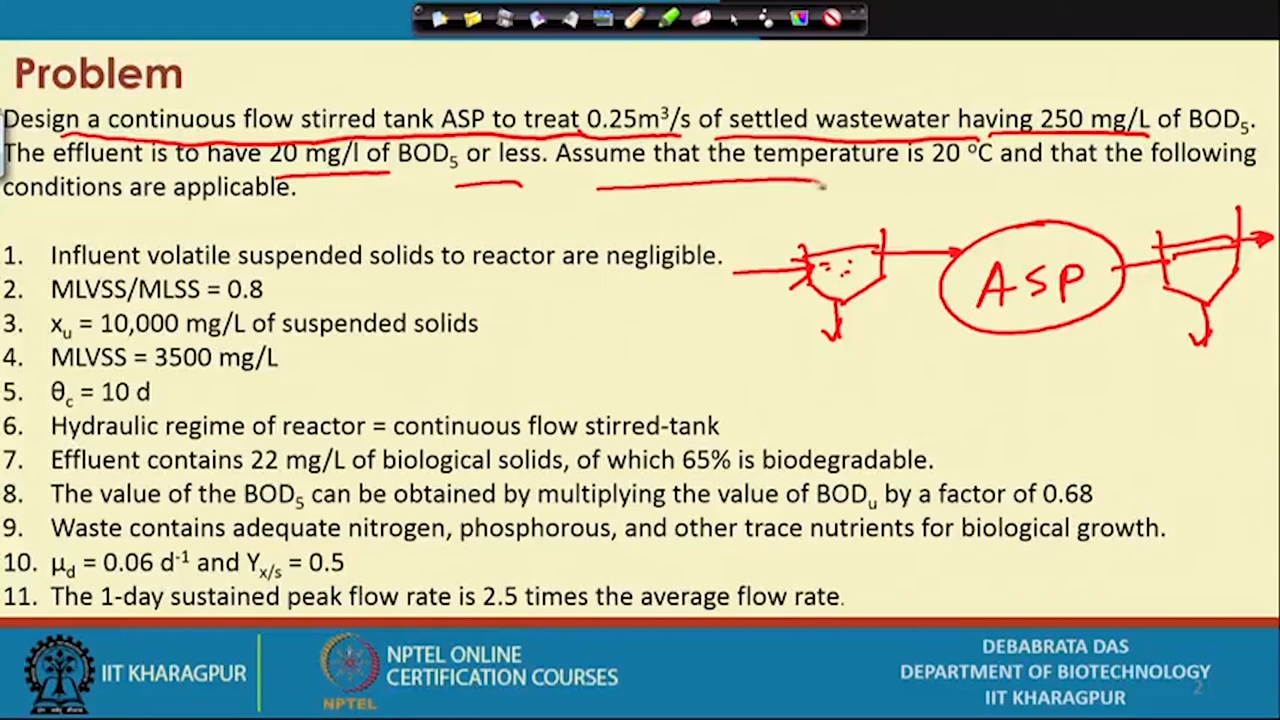 Problem
Design a continuous flow stirred tank ASP to treat 0.25m³/s of settled wastewater having 250 mg/L of BOD₅.
The effluent is to have 20 mg/l of BOD₅ or less. Assume that the temperature is 20 ºC and that the following
conditions are applicable.
1. Influent volatile suspended solids to reactor are negligible.
2. MLVSS/MLSS = 0.8
3. xᵤ = 10,000 mg/L of suspended solids
4. MLVSS = 3500 mg/L
5. θc = 10 d
6. Hydraulic regime of reactor = continuous flow stirred-tank
7. Effluent contains 22 mg/L of biological solids, of which 65% is biodegradable.
8. The value of the BOD₅ can be obtained by multiplying the value of BODᵤ by a factor of 0.68
9. Waste contains adequate nitrogen, phosphorous, and other trace nutrients for biological growth.
10. μd = 0.06 d⁻¹ and Yx/s = 0.5
11. The 1-day sustained peak flow rate is 2.5 times the average flow rate.
ASP
IIT KHARAGPUR
NPTEL
NPTEL ONLINE
CERTIFICATION COURSES
DEBABRATA DAS
DEPARTMENT OF BIOTECHNOLOGY
IIT KHARAGPUR
2